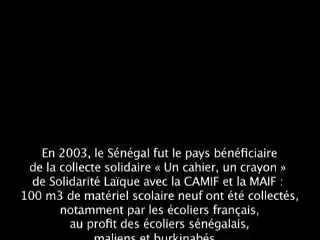 En 2003, le Sénégal fut le pays bénéficiaire
de la collecte solidaire « Un cahier, un crayon »
de Solidarité Laïque avec la CAMIF et la MAIF :
100 m3 de matériel scolaire neuf ont été collectés,
notamment par les écoliers français,
au profit des écoliers sénégalais,
maliens et burkinabés.